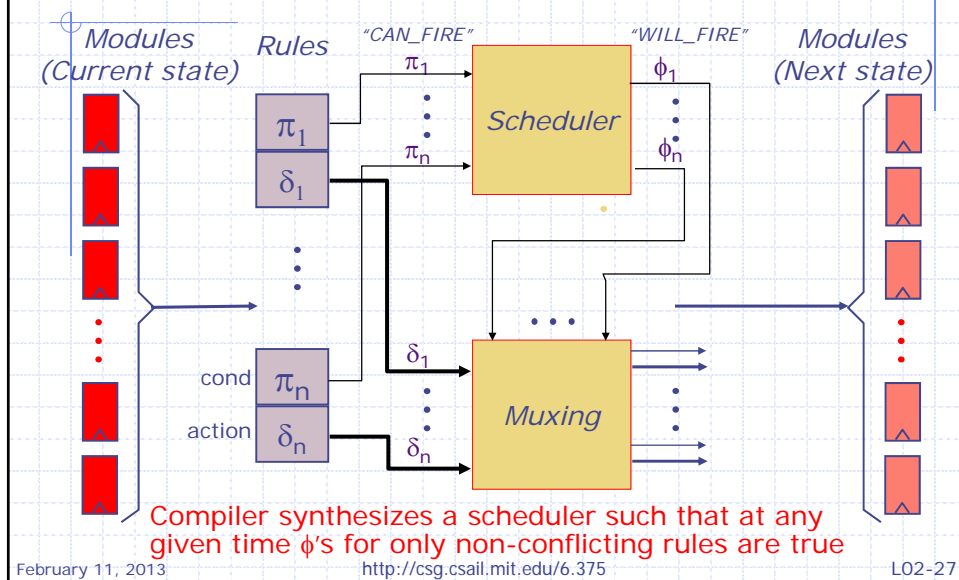 Modules
(Current state)
Rules
"CAN_FIRE"
"WILL_FIRE"
Modules
(Next state)
π1
πn
Scheduler
ϕ1
ϕn
π1
δ1
cond
πn
action
δn
δ1
δn
Muxing
Compiler synthesizes a scheduler such that at any
given time ϕ's for only non-conflicting rules are true
February 11, 2013
http://csg.csail.mit.edu/6.375
L02-27